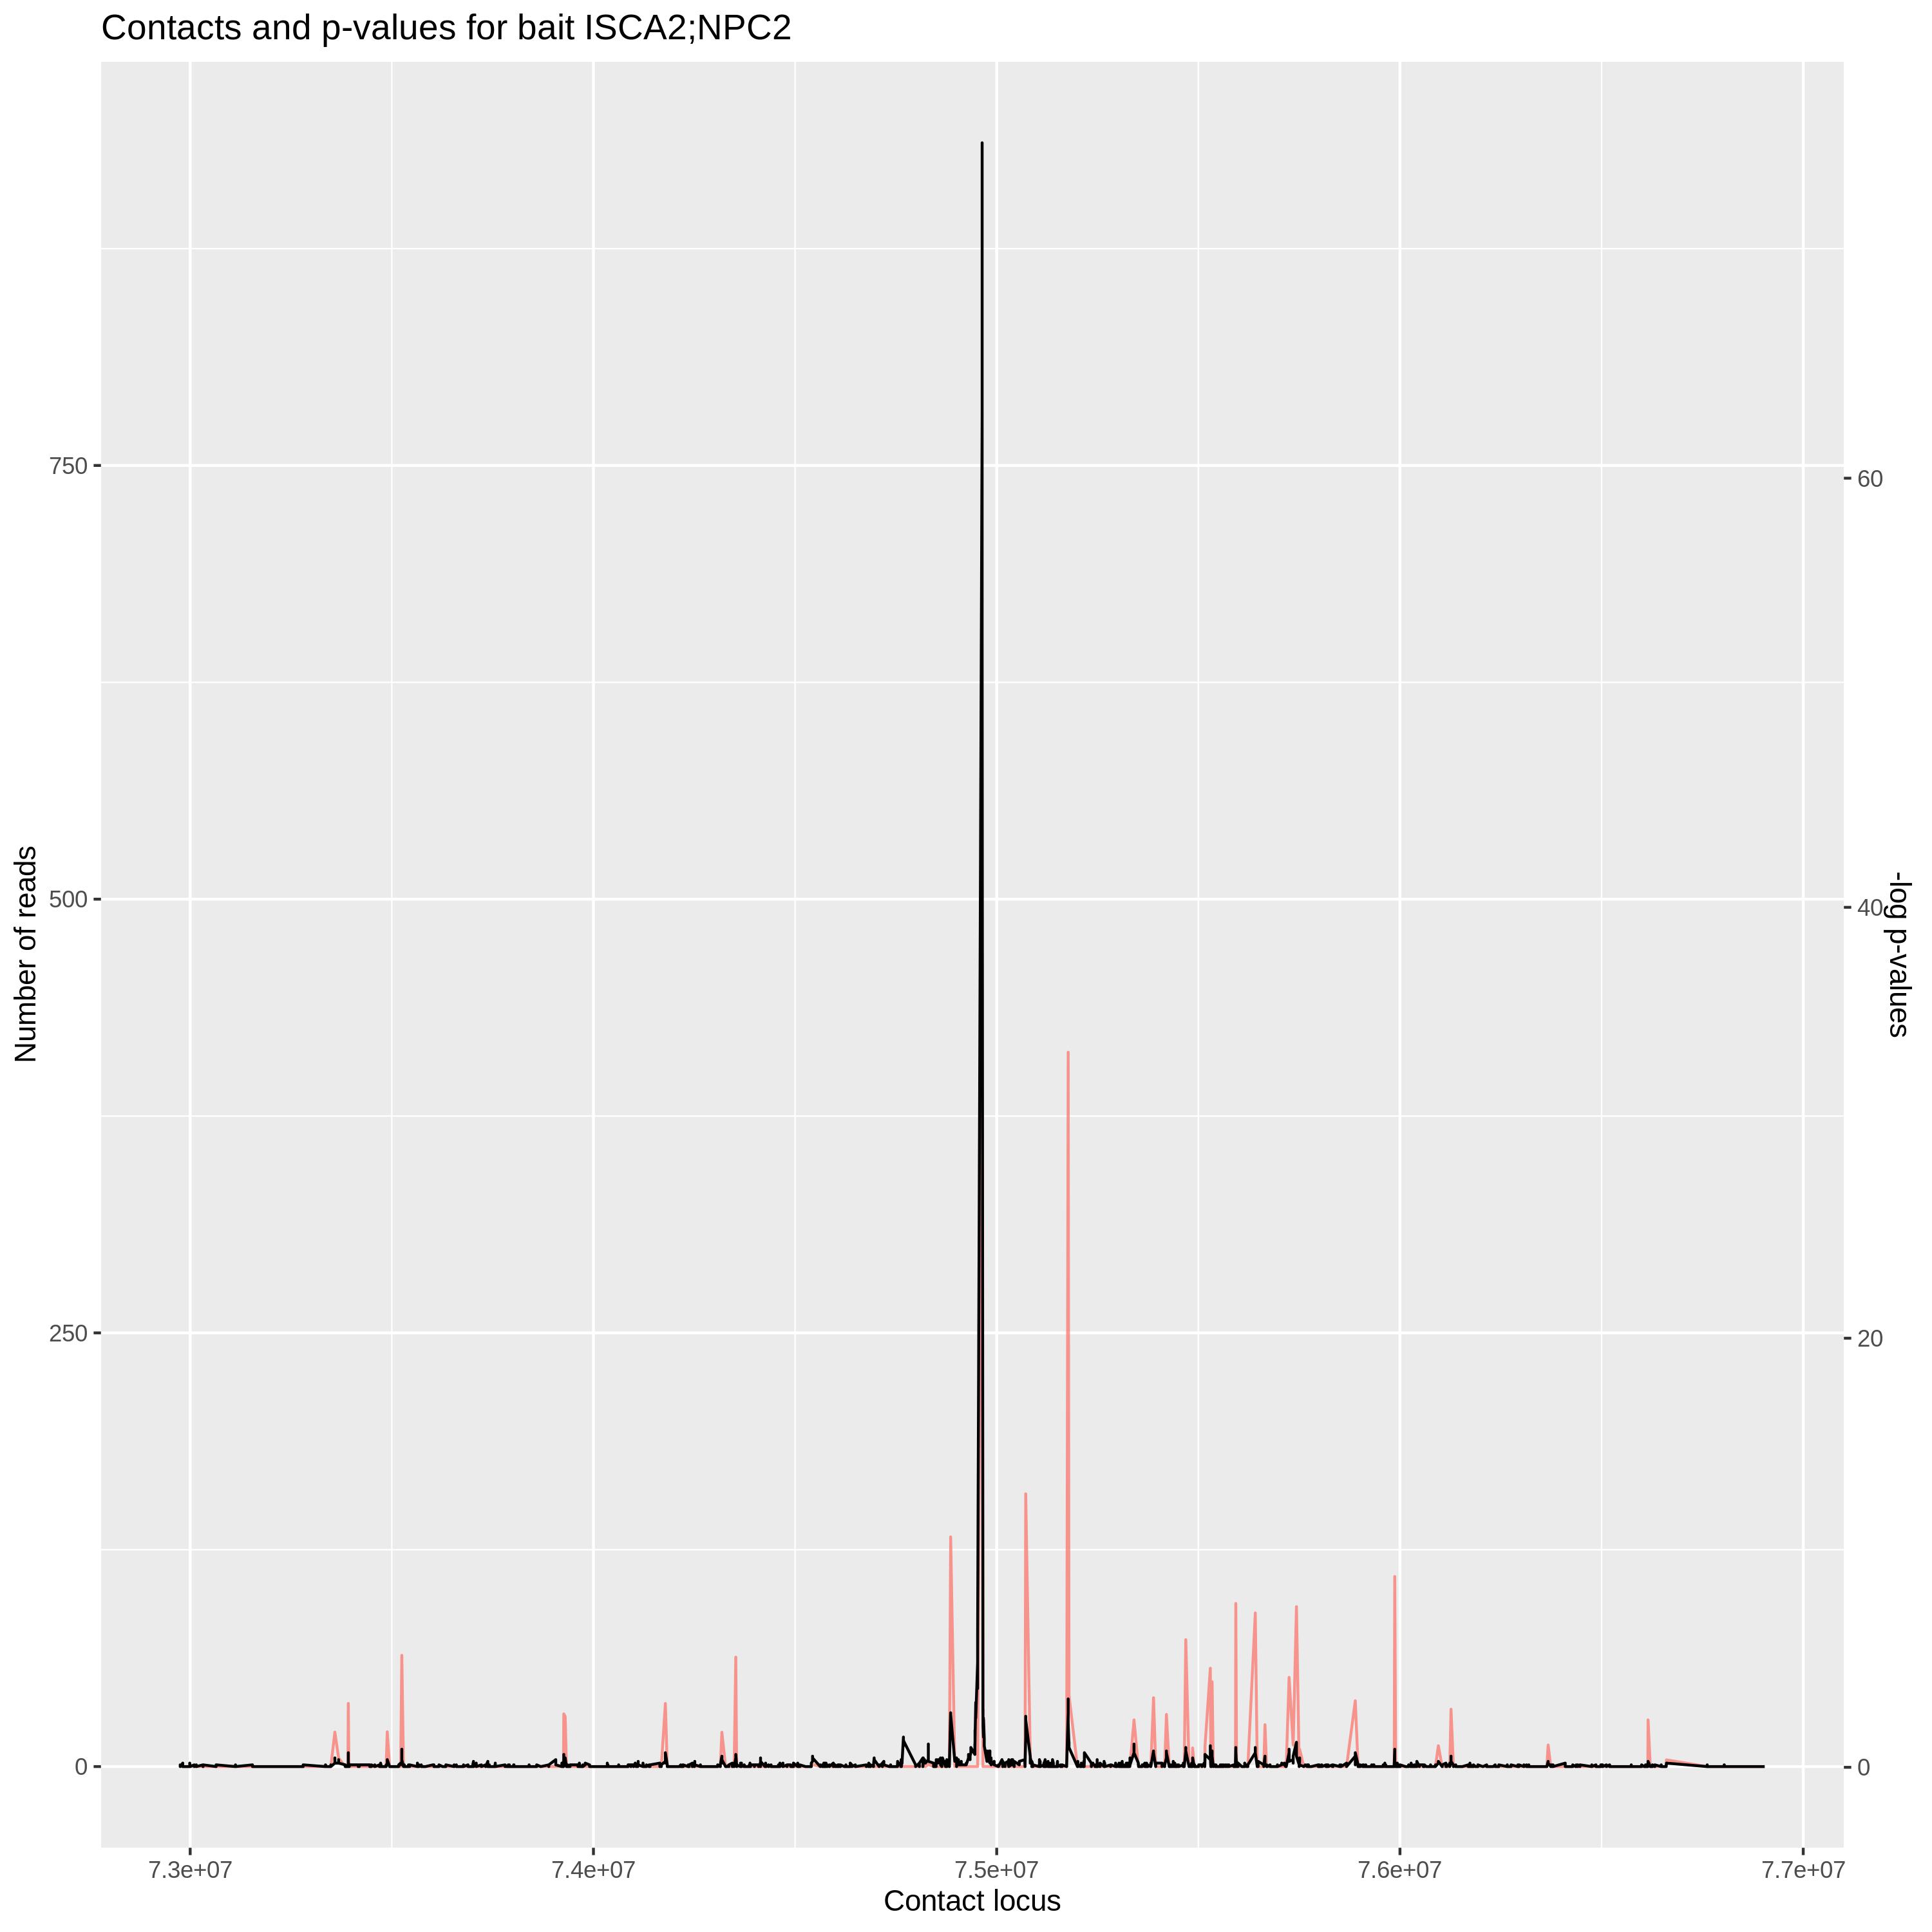 Contacts and p-values for bait ISCA2;NPC2
Number of reads
750
500
250
0
60
40
20
0
-log p-values
7.3e+07 7.4e+07 7.5e+07 7.6e+07 7.7e+07
Contact locus